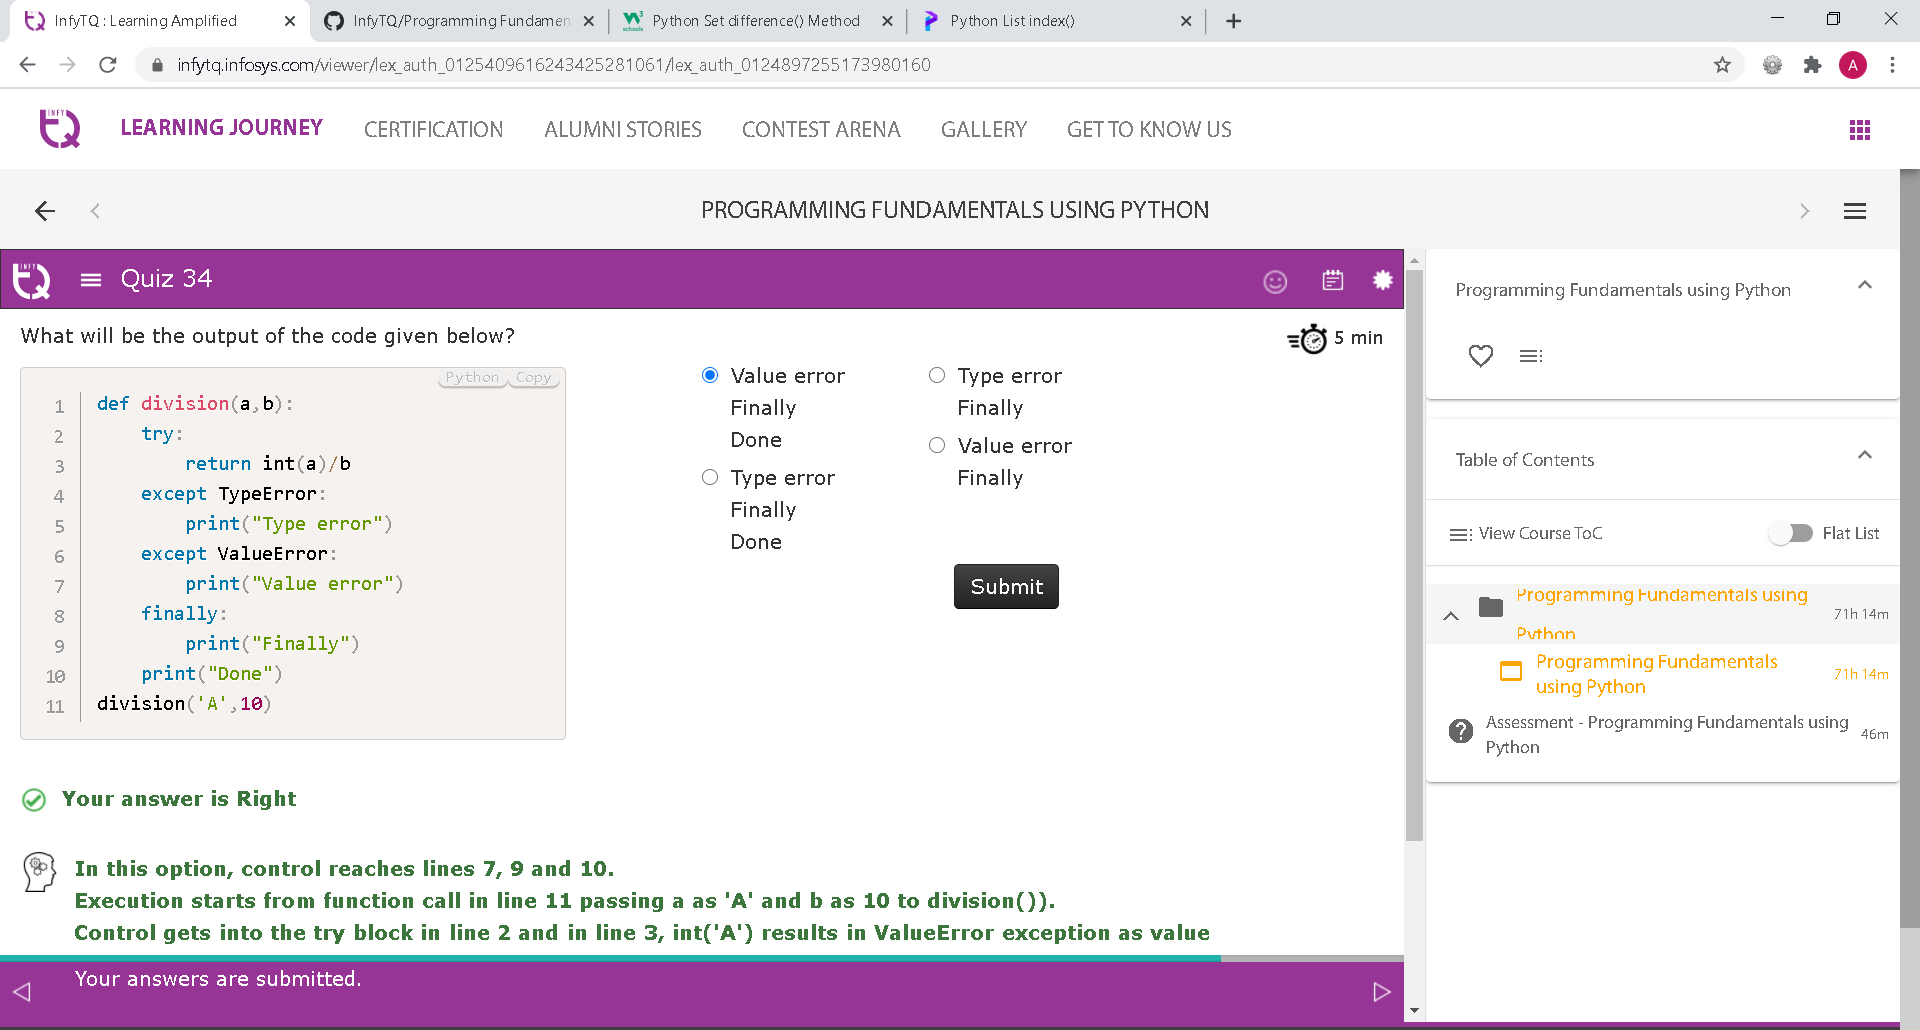 InfyTQ : Learning Amplified
InfyTQ/Programming Fundamen
Python Set difference() Method
Python List index()
infytq.infosys.com/viewer/lex_auth_0125409616243425281061/lex_auth_0124897255173980160
A
LEARNING JOURNEY
CERTIFICATION
ALUMNI STORIES
CONTEST ARENA
GALLERY
GET TO KNOW US
PROGRAMMING FUNDAMENTALS USING PYTHON
Quiz 34
What will be the output of the code given below?
5 min
Python Copy
1 def division(a,b):
2 try:
3 return int(a)/b
4 except TypeError:
5 print("Type error")
6 except ValueError:
7 print("Value error")
8 finally:
9 print("Finally")
10 print("Done")
11 division('A',10)
Value error
Finally
Done
Type error
Finally
Done
Type error
Finally
Value error
Finally
Submit
Your answer is Right
In this option, control reaches lines 7, 9 and 10.
Execution starts from function call in line 11 passing a as 'A' and b as 10 to division()).
Control gets into the try block in line 2 and in line 3, int('A') results in ValueError exception as value
Your answers are submitted.
Programming Fundamentals using Python
Table of Contents
View Course ToC
Flat List
Programming Fundamentals using
Python
71h 14m
Programming Fundamentals
using Python
71h 14m
Assessment - Programming Fundamentals using
Python
46m